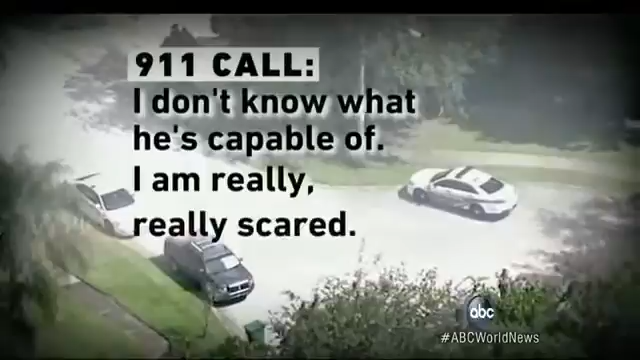 911 CALL:
I don't know what
he's capable of.
I am really,
really scared.
abc
#ABCWorldNews